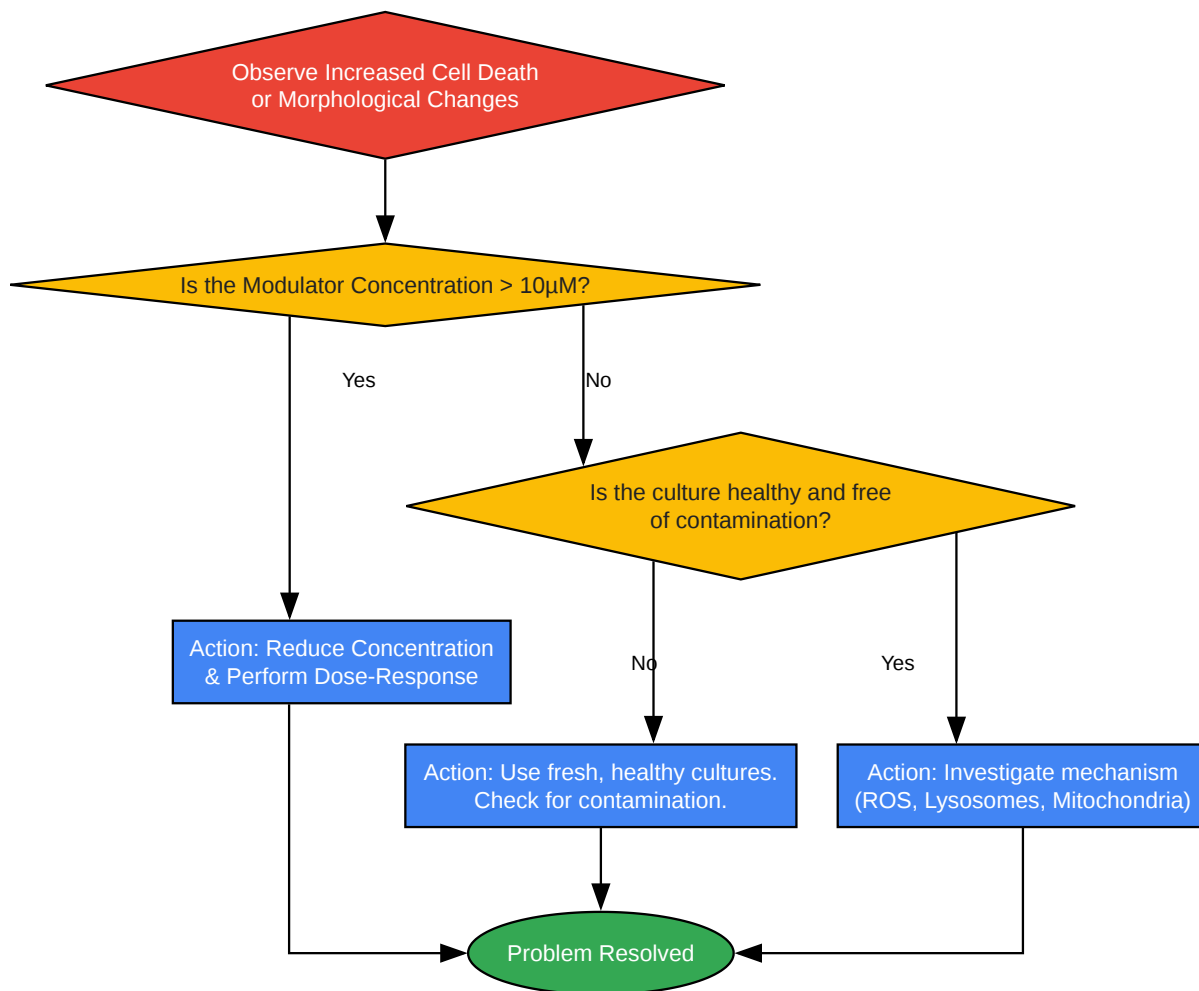 Observe Increased Cell Death
or Morphological Changes
Is the Modulator Concentration > 10µM?
Yes
No
Is the culture healthy and free
of contamination?
Action: Reduce Concentration
& Perform Dose-Response
No
Yes
Action: Use fresh, healthy cultures.
Check for contamination.
Action: Investigate mechanism
(ROS, Lysosomes, Mitochondria)
Problem Resolved